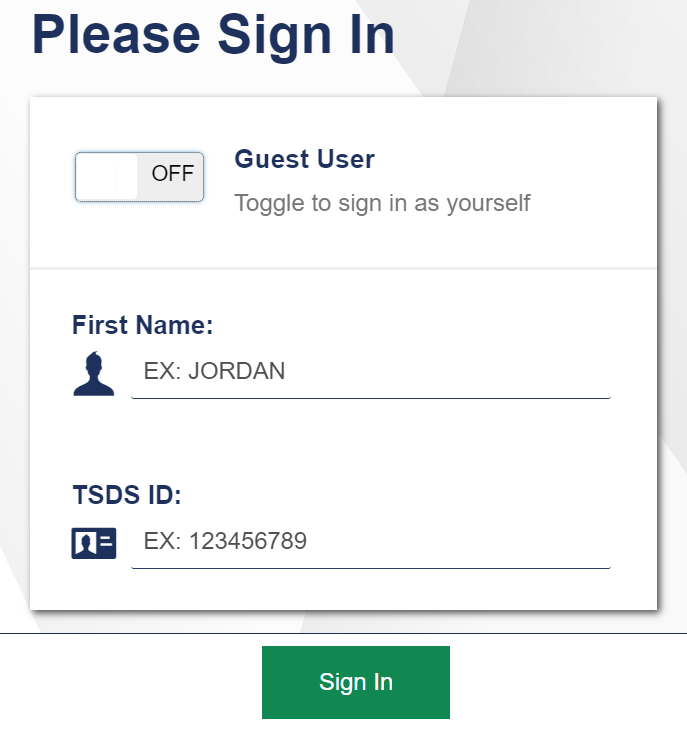 Please Sign In
OFF
Guest User
Toggle to sign in as yourself
First Name:
EX: JORDAN
TSDS ID:
EX: 123456789
Sign In